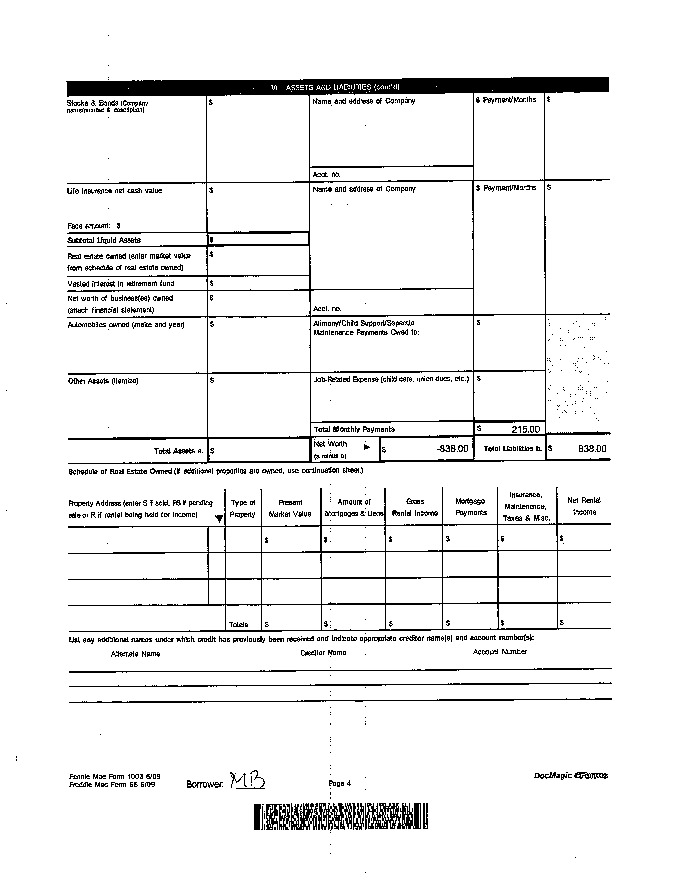 VI. ASSETS AND LIABILITIES (cont'd)
Stocks & Bonds (Company
name/number & description)
$
Name and address of Company
$ Payment/Months
$
Acct. no.
Life insurance net cash value
$
Name and address of Company
$ Payment/Months
$
Face amount: $
Subtotal Liquid Assets
$
Real estate owned (enter market value
from schedule of real estate owned)
$
Vested interest in retirement fund
$
Net worth of business(es) owned
(attach financial statement)
$
Acct. no.
Automobiles owned (make and year)
$
Alimony/Child Support/Separate
Maintenance Payments Owed to:
$
Other Assets (itemize)
$
Job-Related Expense (child care, union dues, etc.)
$
Total Monthly Payments
$ 215.00
Total Assets a.
$
Net Worth
(a minus b)
$ -838.00
Total Liabilities b.
$ 838.00
Schedule of Real Estate Owned (if additional properties are owned, use continuation sheet.)
Property Address (enter S if sold, PS if pending
sale or R if rental being held for income)
Type of
Property
Present
Market Value
Amount of
Mortgages & Liens
Gross
Rental Income
Mortgage
Payments
Insurance,
Maintenance,
Taxes & Misc.
Net Rental
Income
$ $ $ $ $ $
Totals $ $ $ $ $ $
List any additional names under which credit has previously been received and indicate appropriate creditor name(s) and account number(s):
Alternate Name Creditor Name Account Number
Fannie Mae Form 1003 6/09
Freddie Mac Form 65 6/09
Borrower: MB
Page 4
DocMagic eForms